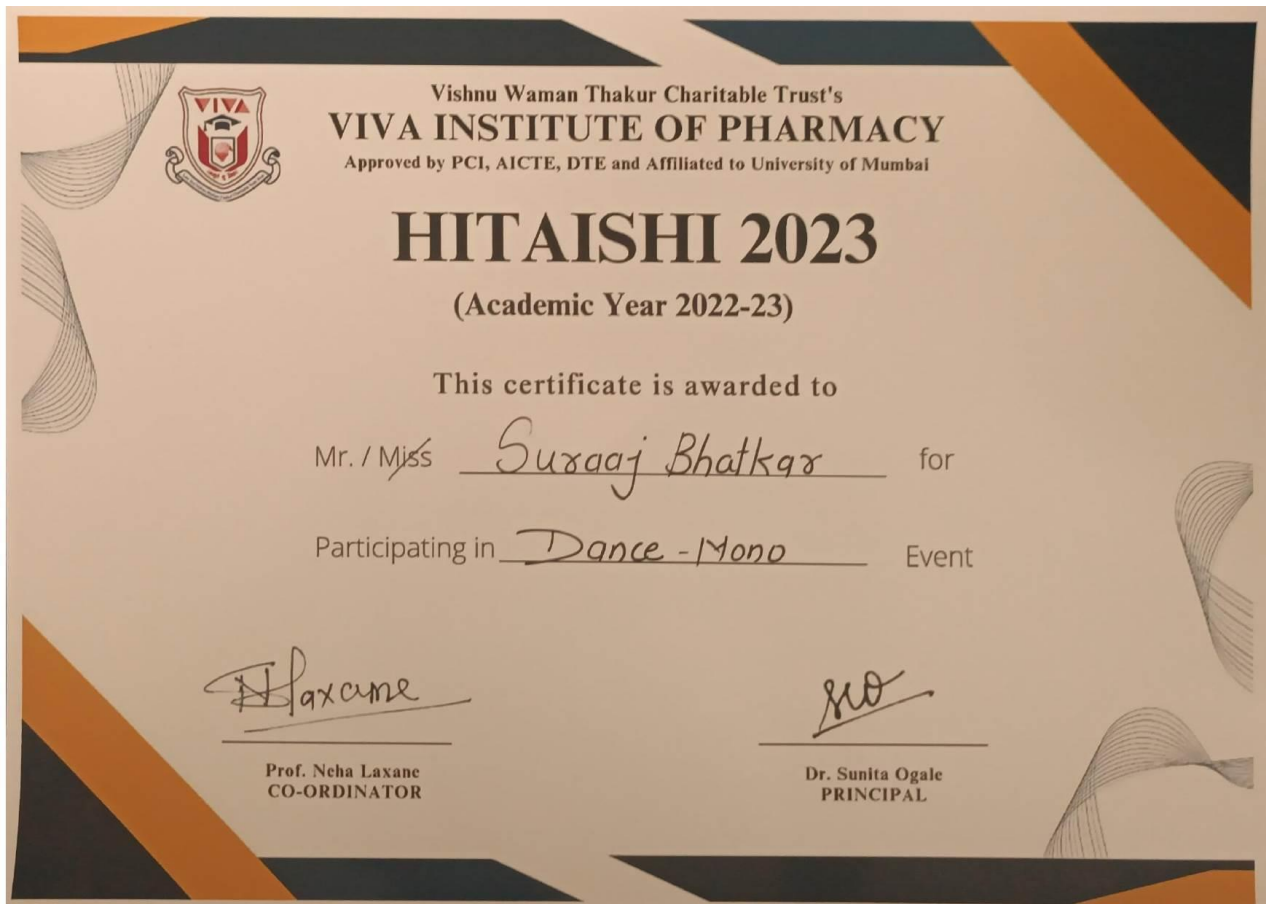 VIVA
Vishnu Waman Thakur Charitable Trust's
VIVA INSTITUTE OF PHARMACY
Approved by PCI, AICTE, DTE and Affiliated to University of Mumbai
HITAISHI 2023
(Academic Year 2022-23)
This certificate is awarded to
Mr. / Miss Suraaj Bhatkar for
Participating in Dance - Mono Event
NLaxane
Prof. Neha Laxane
CO-ORDINATOR
Dr. Sunita Ogale
PRINCIPAL